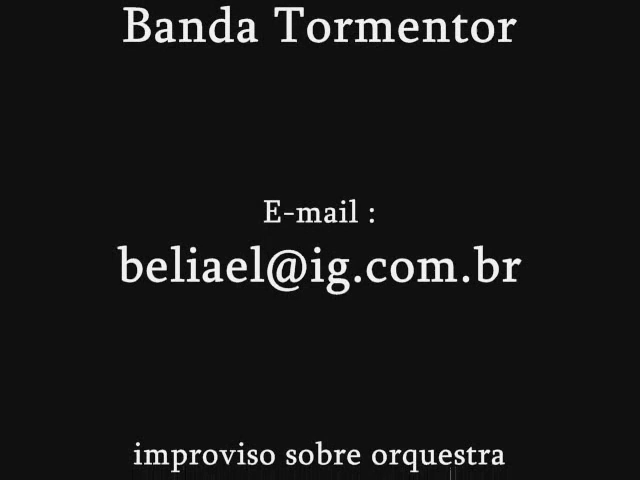 Banda Tormentor
E-mail :
beliael@ig.com.br
improviso sobre orquestra